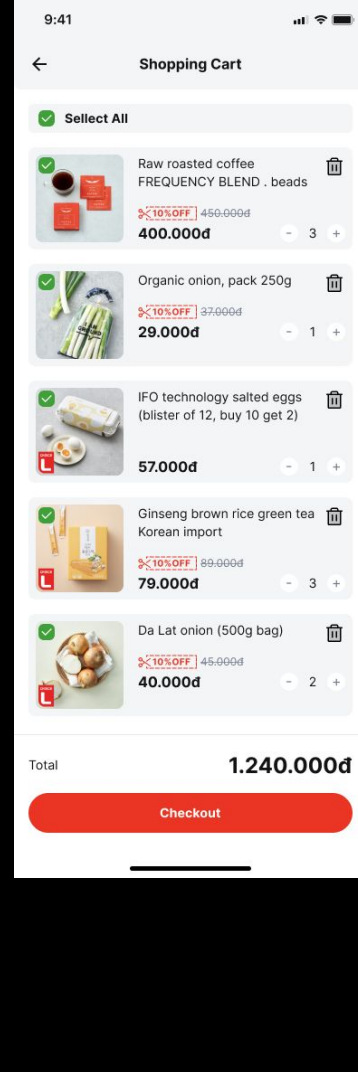 9:41
Shopping Cart
Sellect All
Raw roasted coffee
FREQUENCY BLEND . beads
10%OFF 450.000đ
400.000đ - 3 +
Organic onion, pack 250g
10%OFF 37.000đ
29.000đ - 1 +
IFO technology salted eggs
(blister of 12, buy 10 get 2)
57.000đ - 1 +
L
Ginseng brown rice green tea
Korean import
10%OFF 89.000đ
79.000đ - 3 +
L
Da Lat onion (500g bag)
10%OFF 45.000đ
40.000đ - 2 +
L
Total 1.240.000đ
Checkout